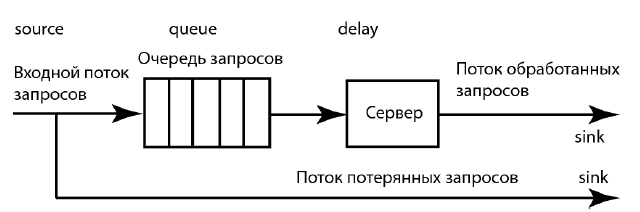 source
queue
delay
Входной поток
запросов
Очередь запросов
Сервер
Поток обработанных
запросов
sink
Поток потерянных запросов
sink